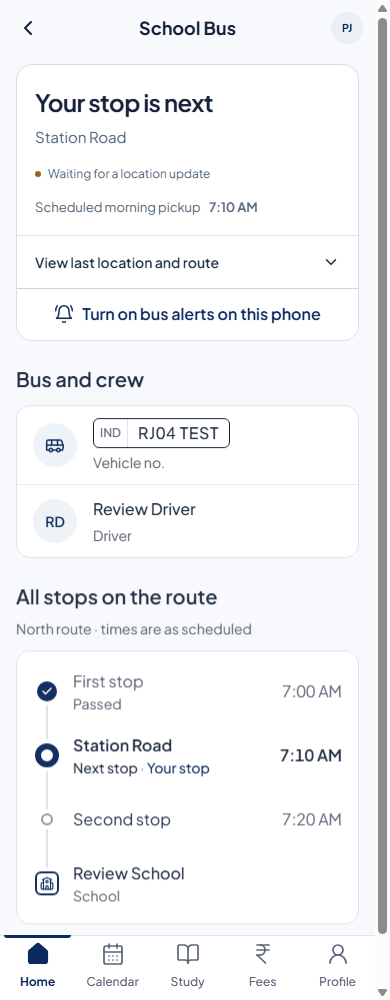 School Bus
PJ
Your stop is next
Station Road
Waiting for a location update
Scheduled morning pickup 7:10 AM
View last location and route
Turn on bus alerts on this phone
Bus and crew
IND RJ04 TEST
Vehicle no.
RD
Review Driver
Driver
All stops on the route
North route · times are as scheduled
First stop 7:00 AM
Passed
Station Road 7:10 AM
Next stop · Your stop
Second stop 7:20 AM
Review School
School
Home Calendar Study Fees Profile